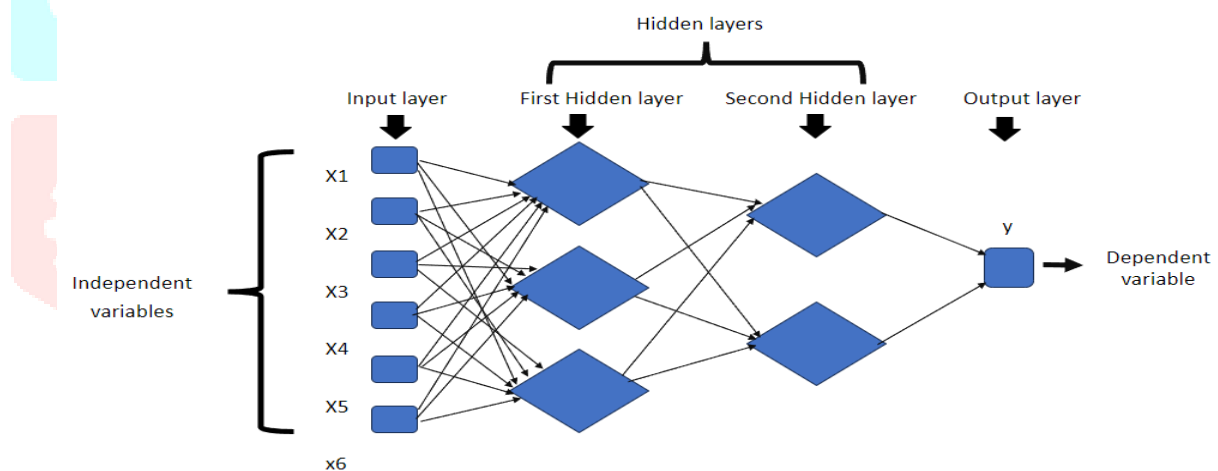 Hidden layers
Input layer
First Hidden layer
Second Hidden layer
Output layer
X1
X2
X3
X4
X5
x6
Independent
variables
y
Dependent
variable